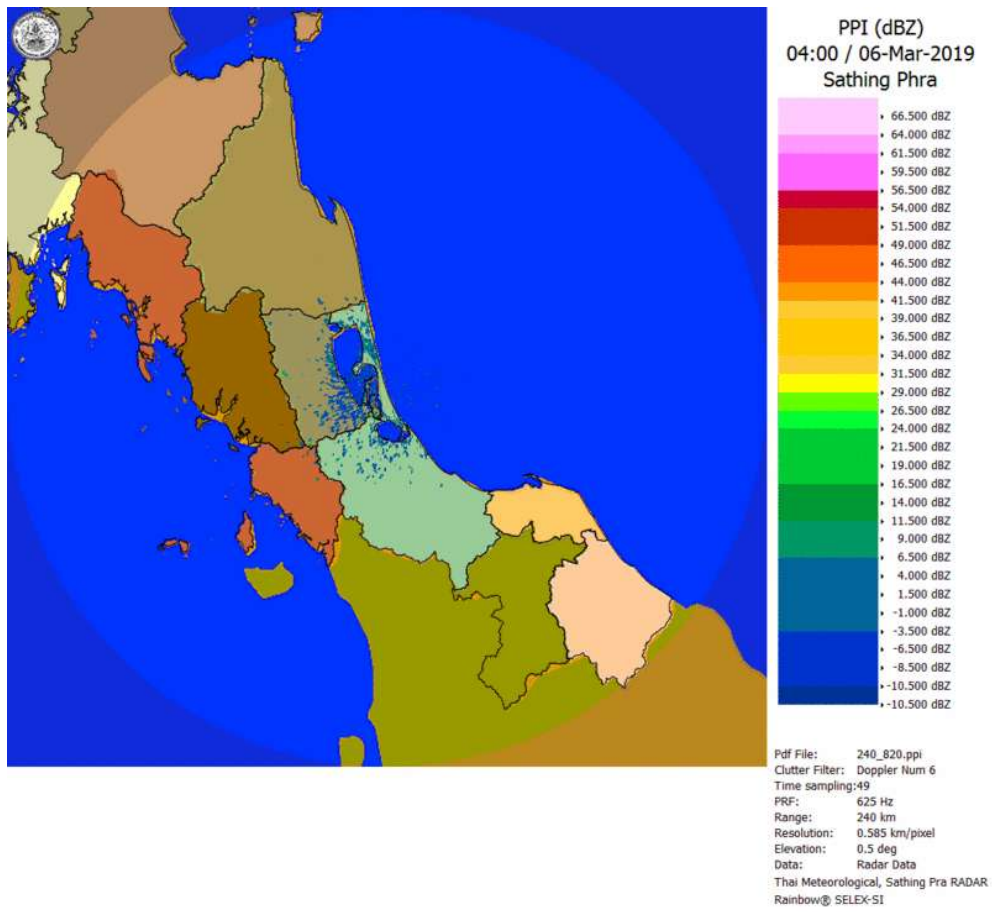 PPI (dBZ)
04:00 / 06-Mar-2019
Sathing Phra
66.500 dBZ
64.000 dBZ
61.500 dBZ
59.500 dBZ
56.500 dBZ
54.000 dBZ
51.500 dBZ
49.000 dBZ
46.500 dBZ
44.000 dBZ
41.500 dBZ
39.000 dBZ
36.500 dBZ
34.000 dBZ
31.500 dBZ
29.000 dBZ
26.500 dBZ
24.000 dBZ
21.500 dBZ
19.000 dBZ
16.500 dBZ
14.000 dBZ
11.500 dBZ
9.000 dBZ
6.500 dBZ
4.000 dBZ
1.500 dBZ
-1.000 dBZ
-3.500 dBZ
-6.500 dBZ
-8.500 dBZ
-10.500 dBZ
-10.500 dBZ
Pdf File: 240_820.ppi
Clutter Filter: Doppler Num 6
Time sampling:49
PRF: 625 Hz
Range: 240 km
Resolution: 0.585 km/pixel
Elevation: 0.5 deg
Data: Radar Data
Thai Meteorological, Sathing Pra RADAR
Rainbow® SELEX-SI